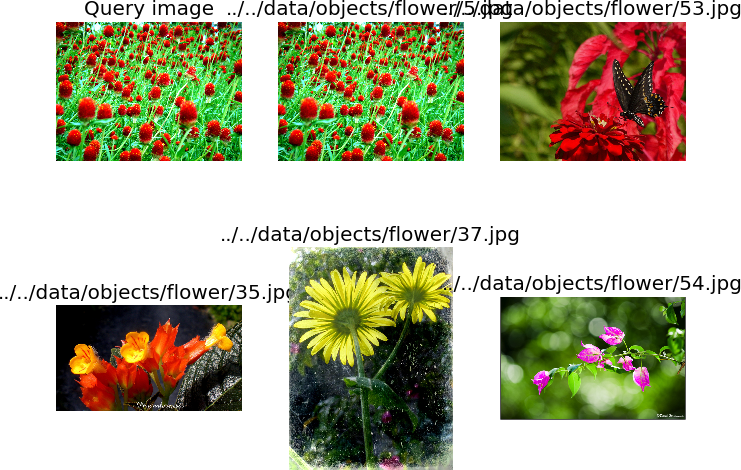 Query image
../../data/objects/flower/5.jpg
../../data/objects/flower/53.jpg
../../data/objects/flower/37.jpg
../../data/objects/flower/35.jpg
../../data/objects/flower/54.jpg